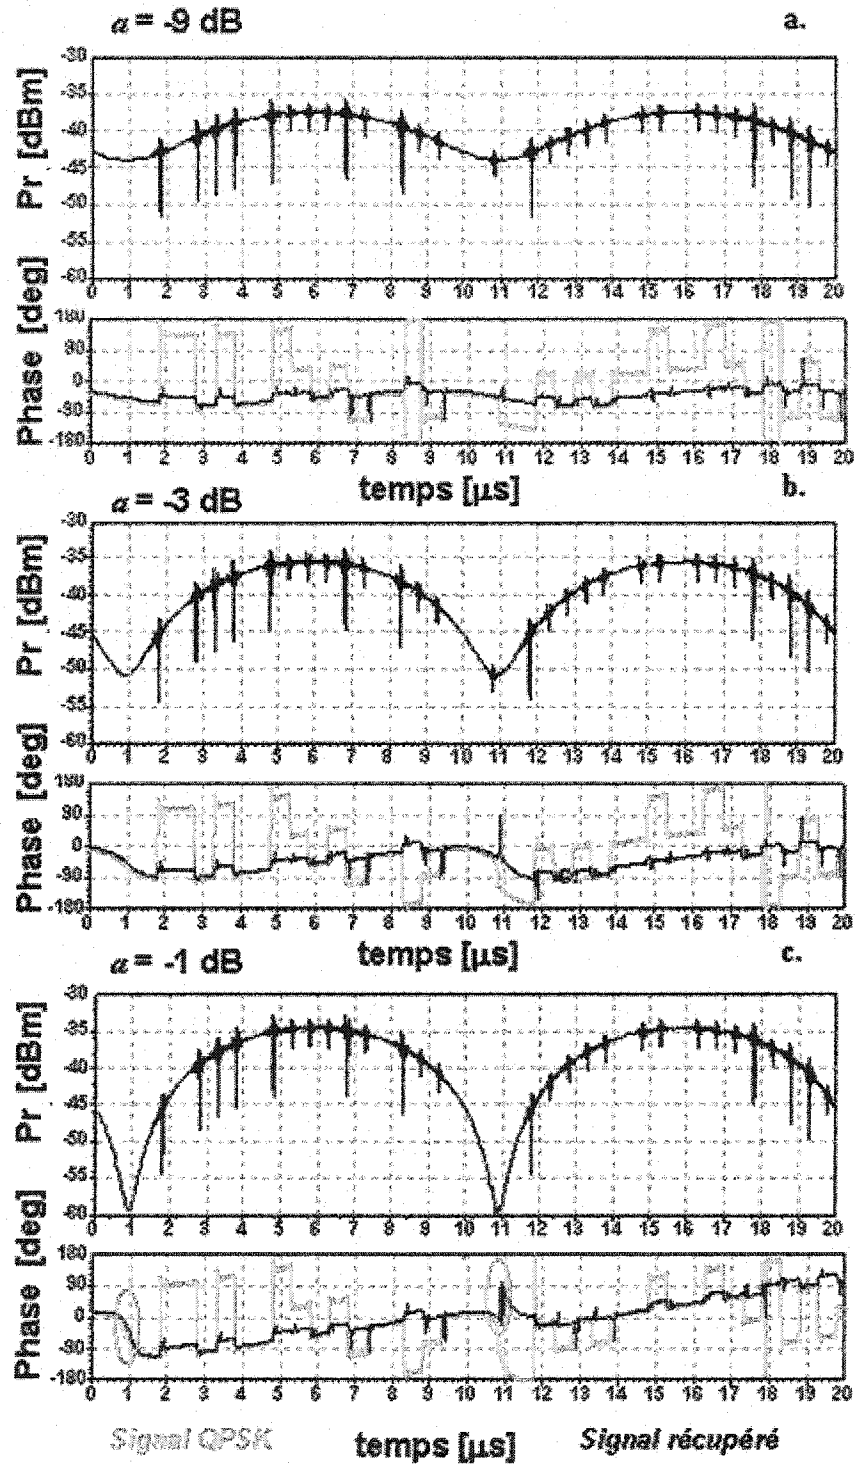 a = -9 dB a.
Pr [dBm]
-30
-35
-40
-45
-50
-55
-60
0 1 2 3 4 5 6 7 8 9 10 11 12 13 14 15 16 17 18 19 20
Phase [deg]
180
90
0
-90
-180
0 1 2 3 4 5 6 7 8 9 10 11 12 13 14 15 16 17 18 19 20
temps [µs]
a = -3 dB b.
Pr [dBm]
-30
-35
-40
-45
-50
-55
-60
0 1 2 3 4 5 6 7 8 9 10 11 12 13 14 15 16 17 18 19 20
Phase [deg]
180
90
0
-90
-180
0 1 2 3 4 5 6 7 8 9 10 11 12 13 14 15 16 17 18 19 20
temps [µs]
a = -1 dB c.
Pr [dBm]
-30
-35
-40
-45
-50
-55
-60
0 1 2 3 4 5 6 7 8 9 10 11 12 13 14 15 16 17 18 19 20
Phase [deg]
180
90
0
-90
-180
0 1 2 3 4 5 6 7 8 9 10 11 12 13 14 15 16 17 18 19 20
Signal QPSK temps [µs] Signal récupéré